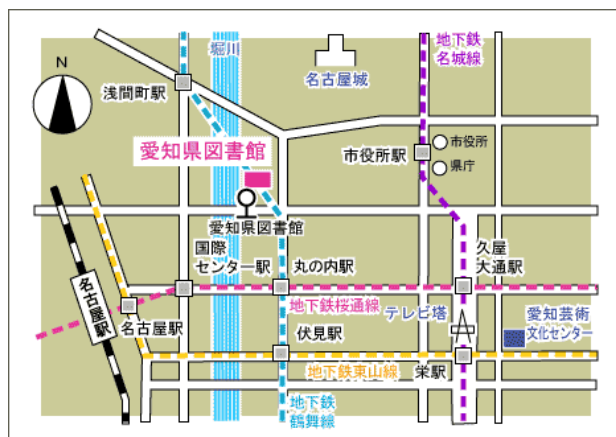 地下鉄
名城線
堀川
N
名古屋城
浅間町駅
市役所
愛知県図書館
市役所駅
県庁
愛知県図書館
国際
センター駅
丸の内駅
久屋
大通駅
名古屋駅
地下鉄桜通線
テレビ塔
愛知芸術
文化センター
名古屋駅
伏見駅
地下鉄東山線
栄駅
地下鉄
鶴舞線